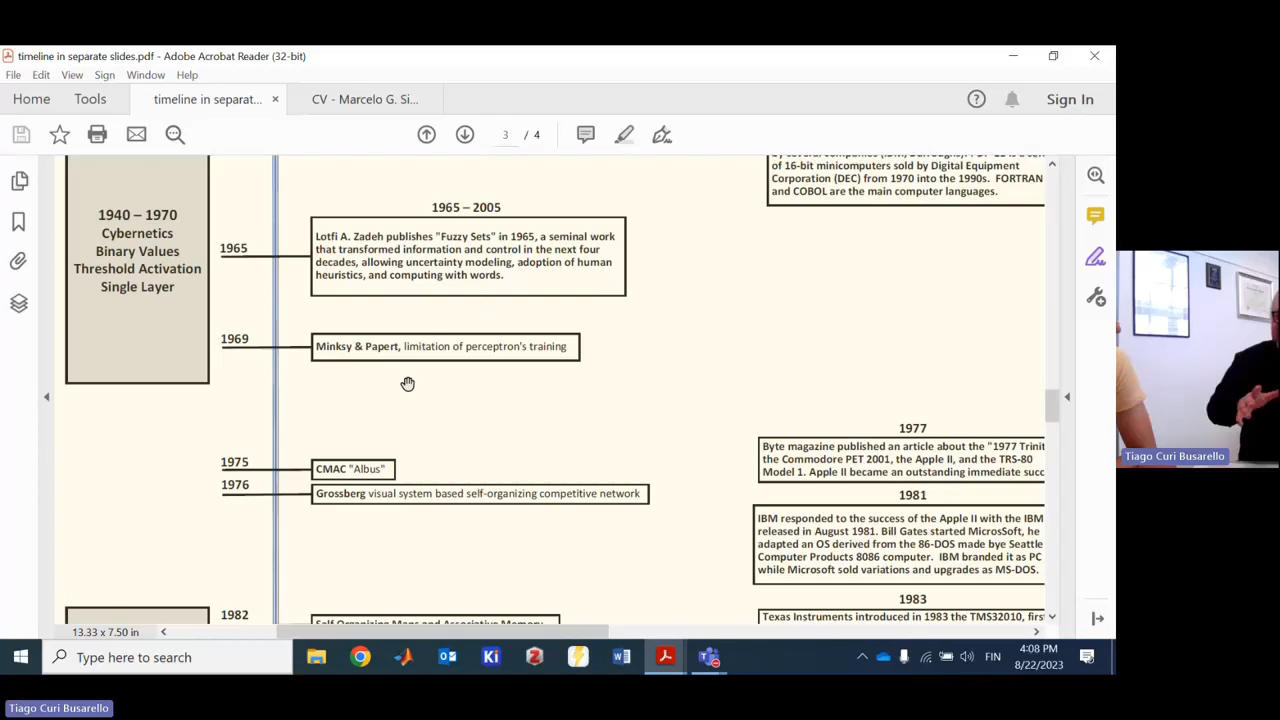 timeline in separate slides.pdf - Adobe Acrobat Reader (32-bit)
File Edit View Sign Window Help
Home Tools timeline in separat... × CV - Marcelo G. Si... Sign In
3 / 4
of 16-bit minicomputers sold by Digital Equipment
Corporation (DEC) from 1970 into the 1990s. FORTRAN
and COBOL are the main computer languages.
1940 – 1970
Cybernetics
Binary Values
Threshold Activation
Single Layer
1965
1965 – 2005
Lotfi A. Zadeh publishes "Fuzzy Sets" in 1965, a seminal work
that transformed information and control in the next four
decades, allowing uncertainty modeling, adoption of human
heuristics, and computing with words.
1969
Minksy & Papert, limitation of perceptron's training
1975
CMAC "Albus"
1976
Grossberg visual system based self-organizing competitive network
1977
Byte magazine published an article about the "1977 Trinit
the Commodore PET 2001, the Apple II, and the TRS-80
Model 1. Apple II became an outstanding immediate succ
1981
IBM responded to the success of the Apple II with the IBM
released in August 1981. Bill Gates started MicrosSoft, he
adapted an OS derived from the 86-DOS made bye Seattle
Computer Products 8086 computer. IBM branded it as PC
while Microsoft sold variations and upgrades as MS-DOS.
1982
Self Organizing Maps and Associative Memory
1983
Texas Instruments introduced in 1983 the TMS32010, first
13.33 x 7.50 in
Type here to search
Ki
W
FIN
4:08 PM
8/22/2023
Tiago Curi Busarello
Tiago Curi Busarello